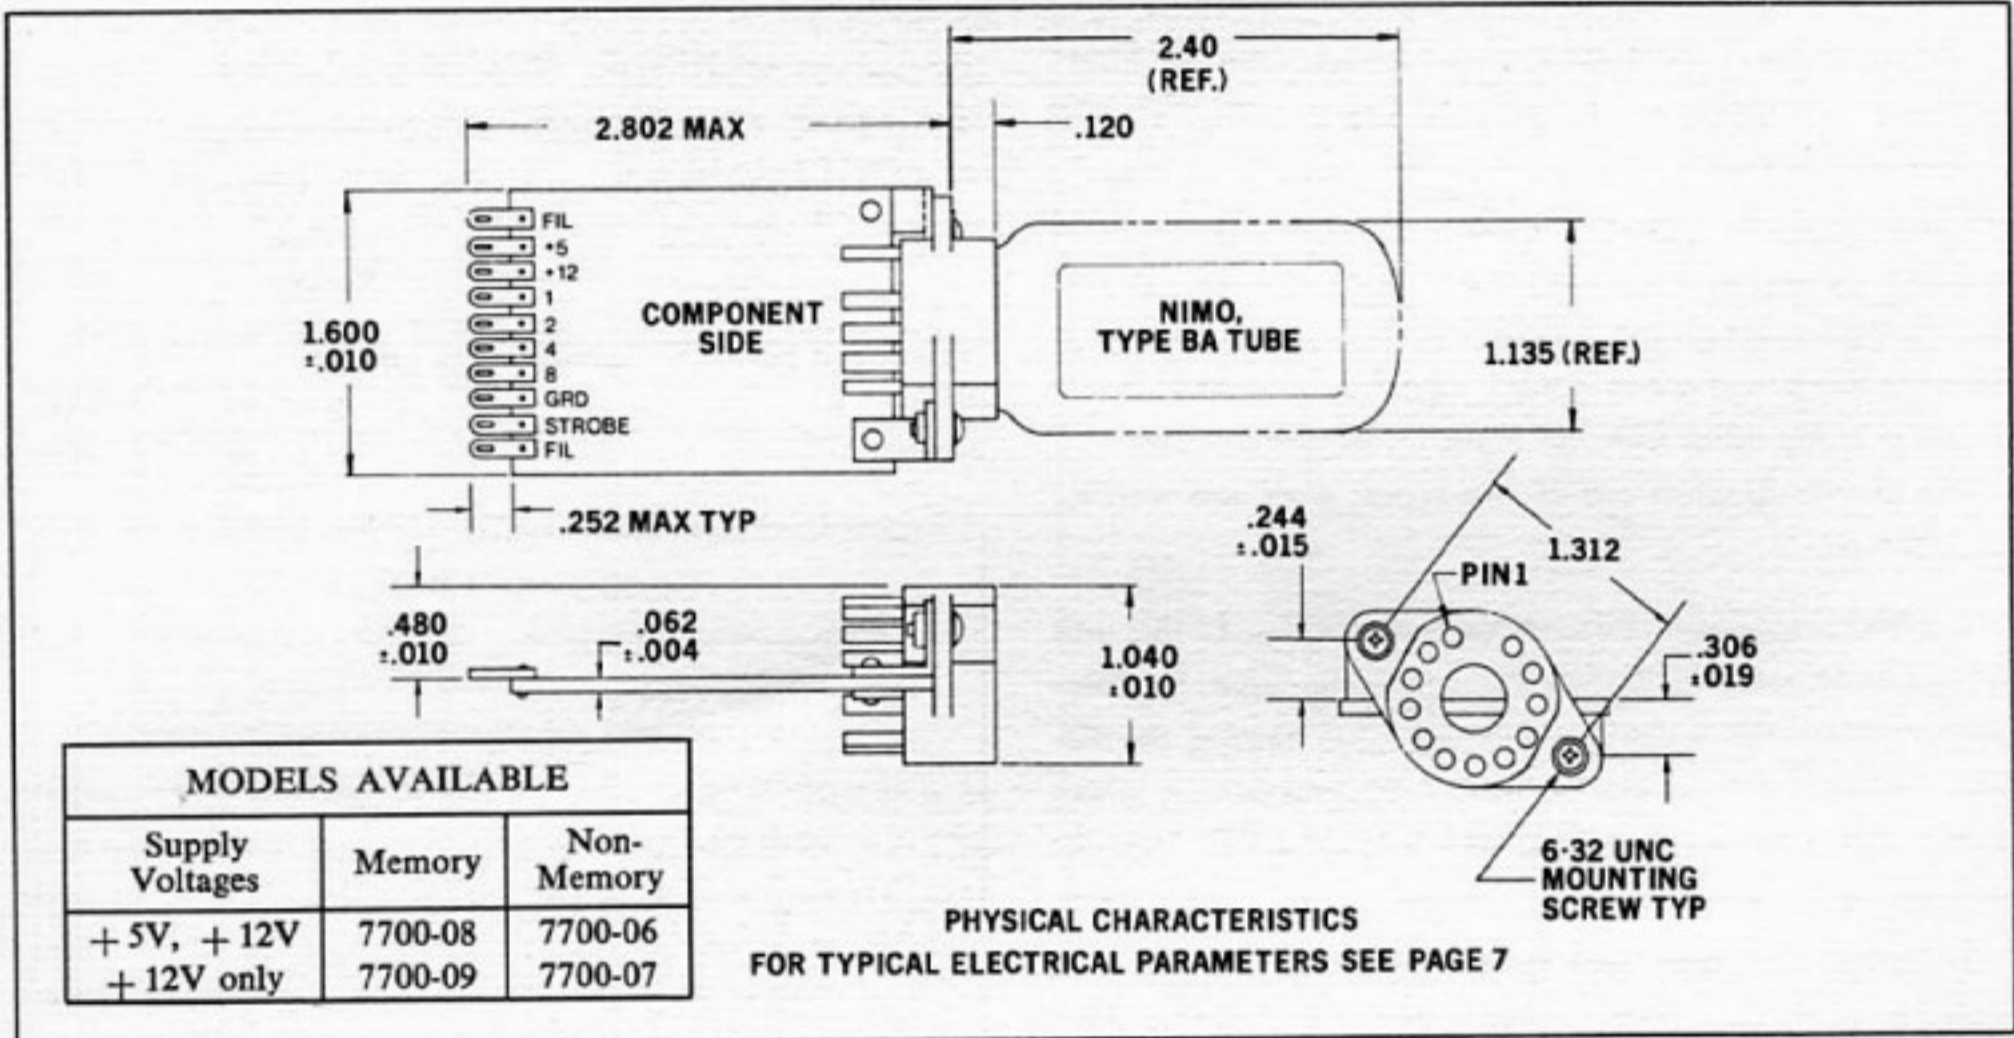 2.40
(REF.)
2.802 MAX
.120
FIL
+5
+12
1
2
4
8
GRD
STROBE
FIL
COMPONENT
SIDE
NIMO,
TYPE BA TUBE
1.600
±.010
1.135 (REF.)
.252 MAX TYP
.244
±.015
1.312
PIN 1
.480
±.010
.062
±.004
1.040
±.010
.306
±.019
6-32 UNC
MOUNTING
SCREW TYP
MODELS AVAILABLE
Supply
Voltages
Memory
Non-
Memory
+ 5V, + 12V 7700-08 7700-06
+ 12V only 7700-09 7700-07
PHYSICAL CHARACTERISTICS
FOR TYPICAL ELECTRICAL PARAMETERS SEE PAGE 7